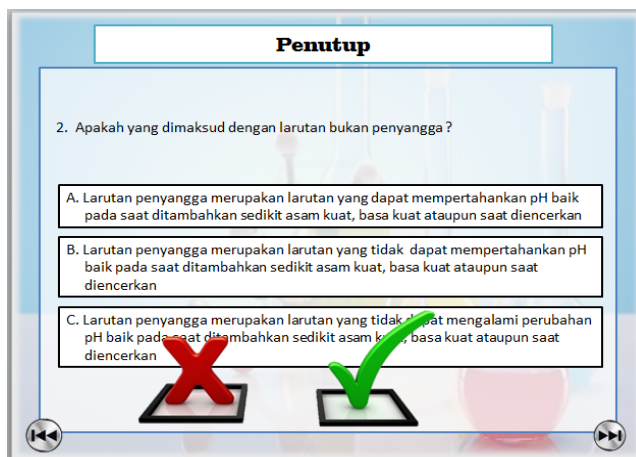 Penutup
2. Apakah yang dimaksud dengan larutan bukan penyangga ?
A. Larutan penyangga merupakan larutan yang dapat mempertahankan pH baik
pada saat ditambahkan sedikit asam kuat, basa kuat ataupun saat diencerkan
B. Larutan penyangga merupakan larutan yang tidak dapat mempertahankan pH
baik pada saat ditambahkan sedikit asam kuat, basa kuat ataupun saat
diencerkan
C. Larutan penyangga merupakan larutan yang tidak dapat mengalami perubahan
pH baik pada saat ditambahkan sedikit asam kuat, basa kuat ataupun saat
diencerkan